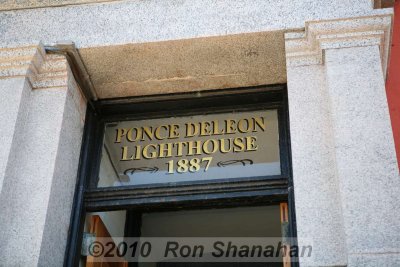 PONCE DELEON
LIGHTHOUSE
1887
©2010 Ron Shanahan